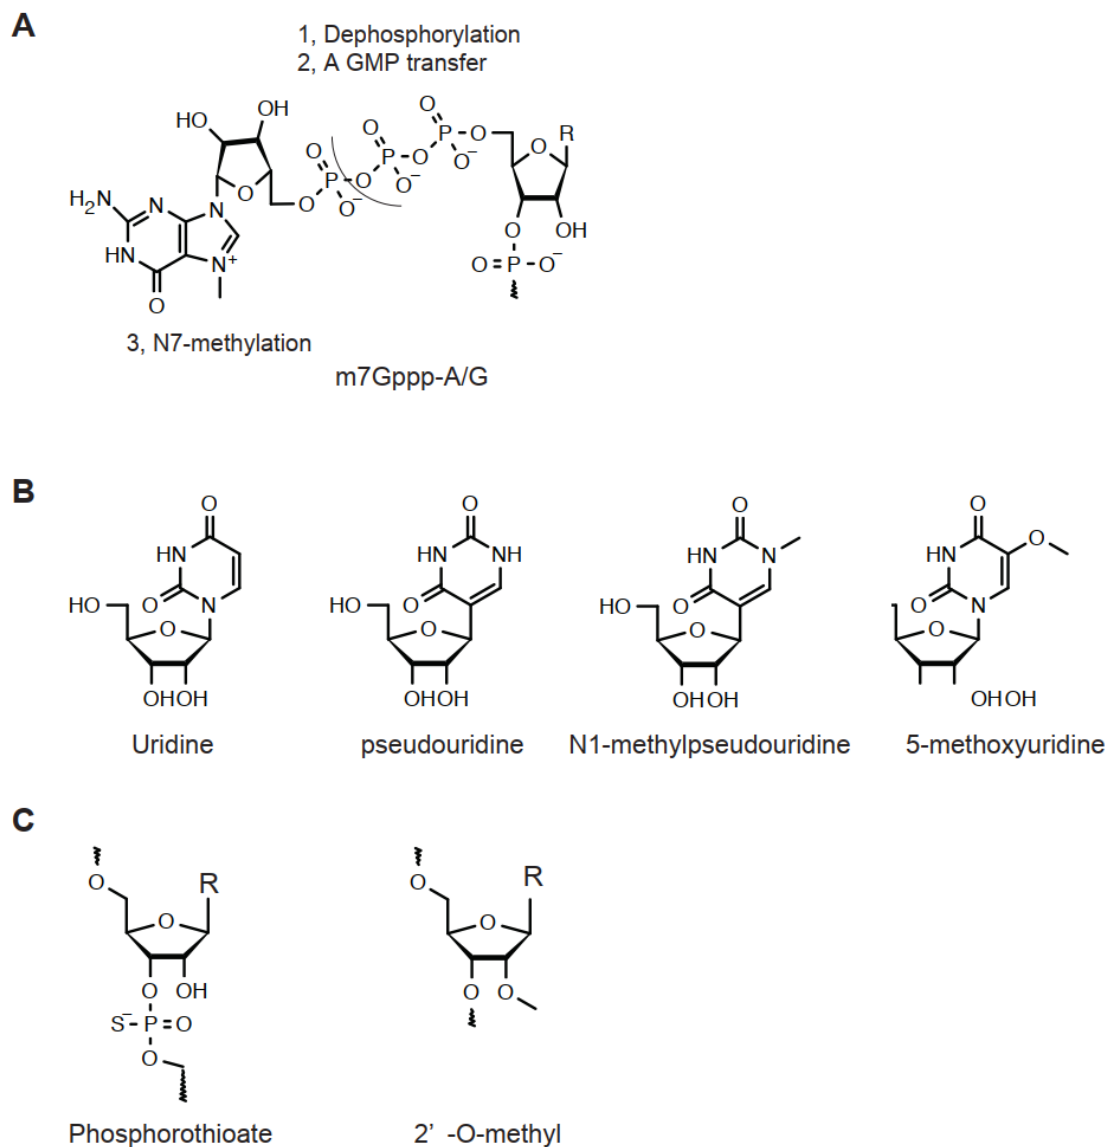 A
1, Dephosphorylation
2, A GMP transfer
HO
OH
O
O
O
O
R
O
P
O
P
O
P
O
O
O⁻
O⁻
O⁻
O
H₂N
N
N
O
OH
HN
N⁺
O=P-O⁻
O
3, N7-methylation
m7Gppp-A/G
B
O
O
O
O
HN
HN
NH
HN
N
HN
O
O
N
O
O
O
N
HO
O
HO
O
HO
O
O
OHOH
OHOH
OHOH
OHOH
Uridine
pseudouridine
N1-methylpseudouridine
5-methoxyuridine
C
O
R
O
R
O
O
O
OH
O
O
S⁻-P=O
O
Phosphorothioate
2' -O-methyl